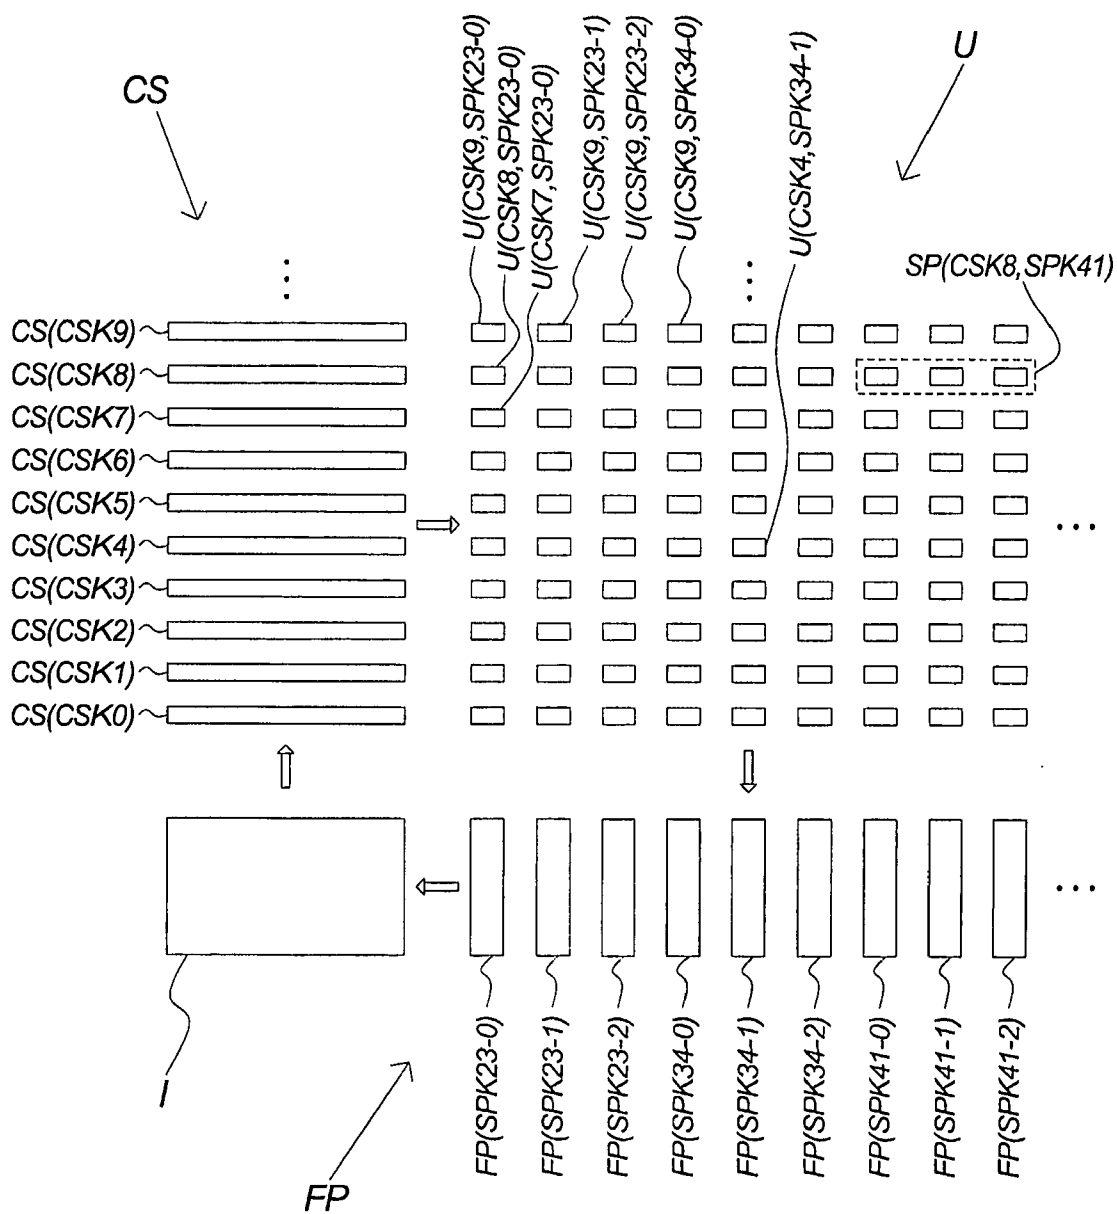 CS
U
U(CSK9,SPK23-0)
U(CSK8,SPK23-0)
U(CSK7,SPK23-0)
U(CSK9,SPK23-1)
U(CSK9,SPK23-2)
U(CSK9,SPK34-0)
U(CSK4,SPK34-1)
SP(CSK8,SPK41)
CS(CSK9)
CS(CSK8)
CS(CSK7)
CS(CSK6)
CS(CSK5)
CS(CSK4)
CS(CSK3)
CS(CSK2)
CS(CSK1)
CS(CSK0)
I
FP
FP(SPK23-0)
FP(SPK23-1)
FP(SPK23-2)
FP(SPK34-0)
FP(SPK34-1)
FP(SPK34-2)
FP(SPK41-0)
FP(SPK41-1)
FP(SPK41-2)